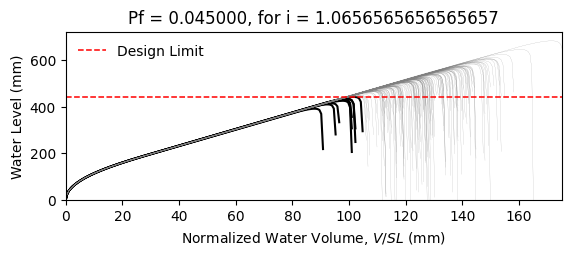 Pf = 0.045000, for i = 1.0656565656565657
Design Limit
Water Level (mm)
600
400
200
0
0 20 40 60 80 100 120 140 160
Normalized Water Volume, V/SL (mm)